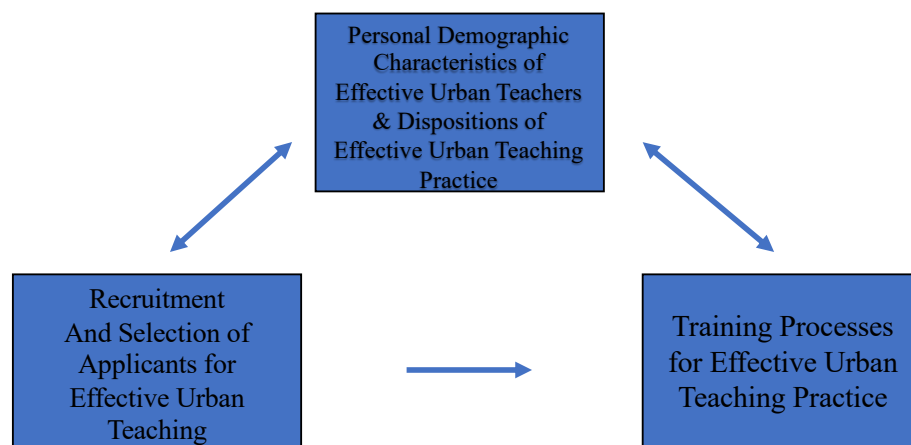 Personal Demographic
Characteristics of
Effective Urban Teachers
& Dispositions of
Effective Urban Teaching
Practice
Recruitment
And Selection of
Applicants for
Effective Urban
Teaching
Training Processes
for Effective Urban
Teaching Practice